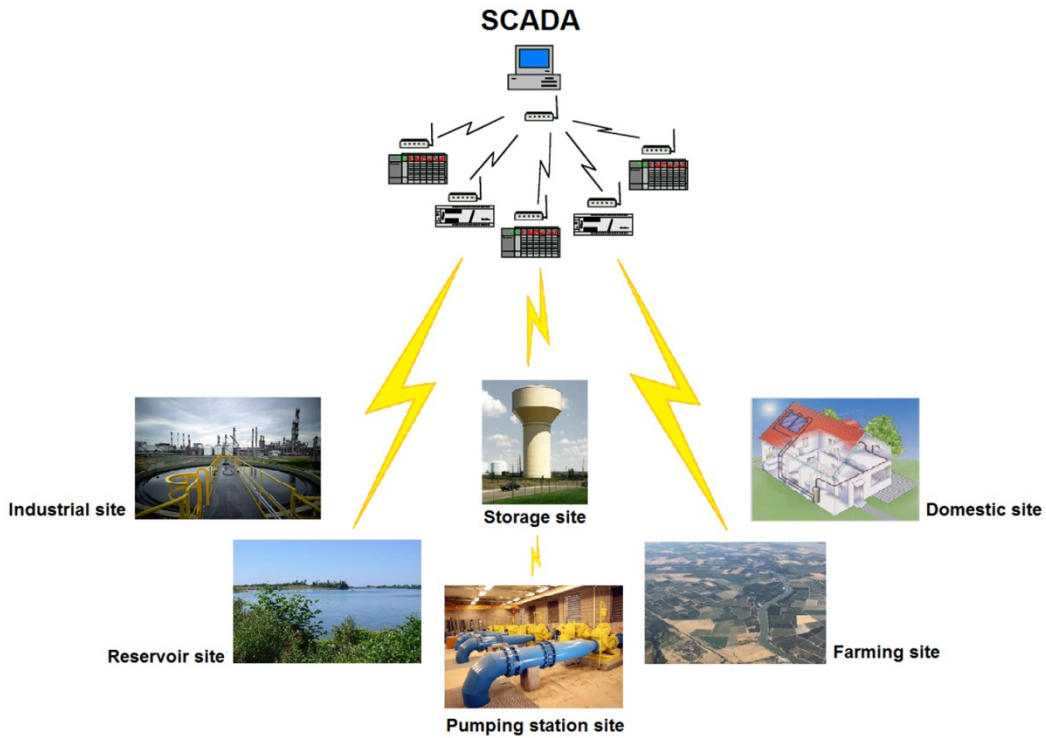 SCADA
Industrial site
Storage site
Domestic site
Reservoir site
Farming site
Pumping station site